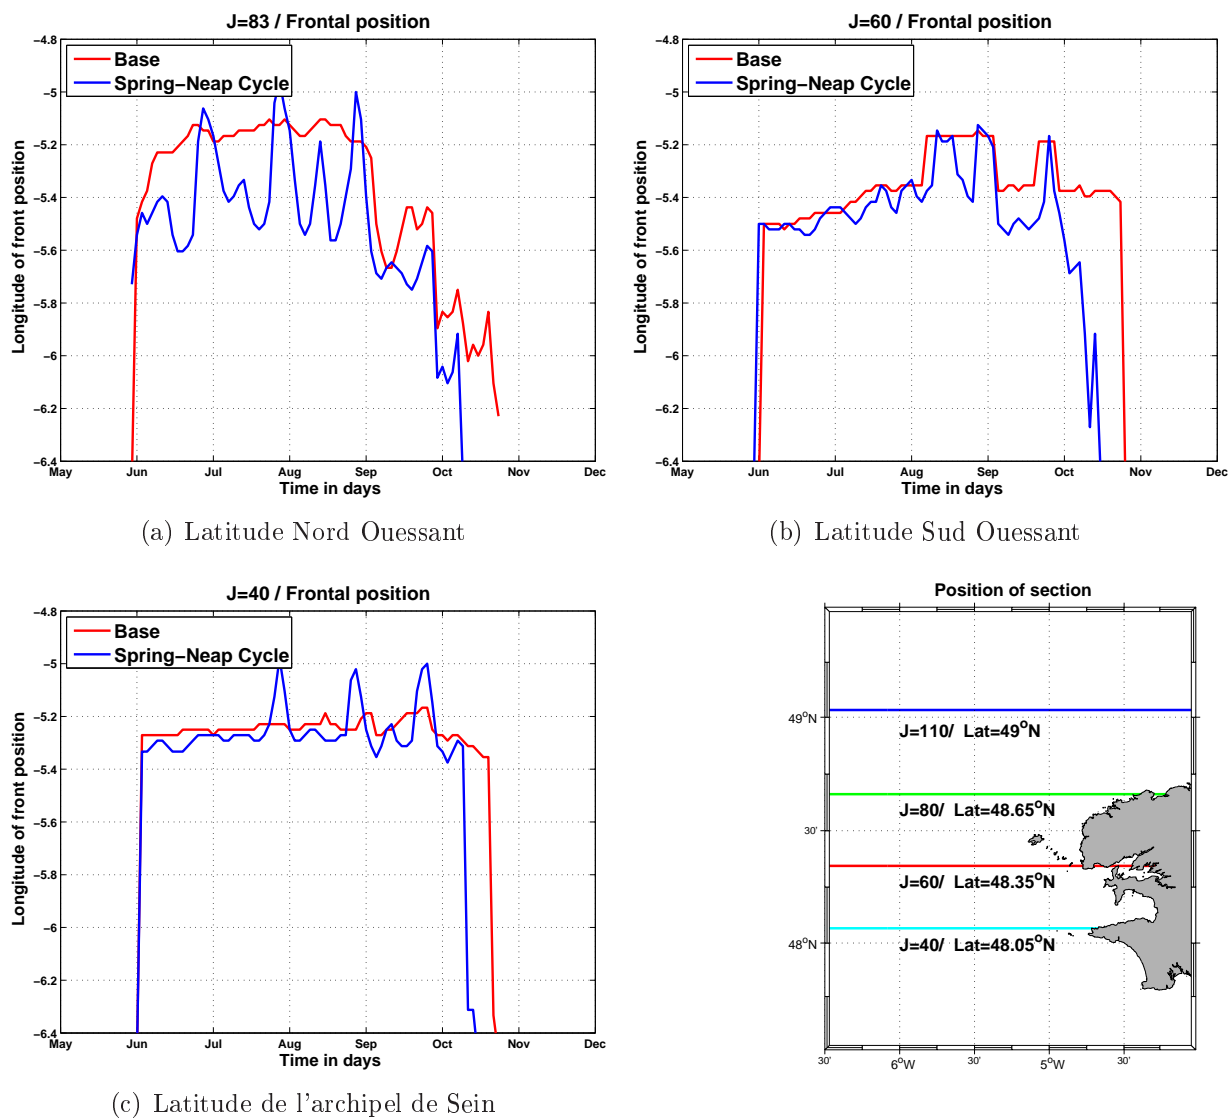 J=83 / Frontal position
Base
Spring−Neap Cycle
Longitude of front position
−4.8
−5
−5.2
−5.4
−5.6
−5.8
−6
−6.2
−6.4
May Jun Jul Aug Sep Oct Nov Dec
Time in days
(a) Latitude Nord Ouessant
J=60 / Frontal position
Base
Spring−Neap Cycle
Longitude of front position
−4.8
−5
−5.2
−5.4
−5.6
−5.8
−6
−6.2
−6.4
May Jun Jul Aug Sep Oct Nov Dec
Time in days
(b) Latitude Sud Ouessant
J=40 / Frontal position
Base
Spring−Neap Cycle
Longitude of front position
−4.8
−5
−5.2
−5.4
−5.6
−5.8
−6
−6.2
−6.4
May Jun Jul Aug Sep Oct Nov Dec
Time in days
(c) Latitude de l'archipel de Sein
Position of section
49°N
J=110/ Lat=49°N
J=80/ Lat=48.65°N
30'
J=60/ Lat=48.35°N
48°N
J=40/ Lat=48.05°N
30' 6°W 30' 5°W 30'